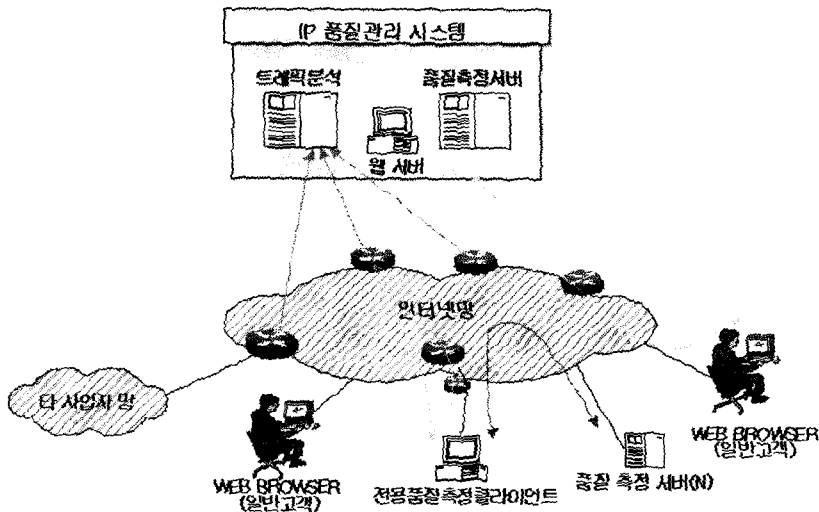 IP 품질관리 시스템
트래픽분석
품질측정서버
웹 서버
인터넷망
타 사업자 망
WEB BROWSER
(일반고객)
WEB BROWSER
(일반고객)
전용품질측정클라이언트
품질 측정 서버(N)